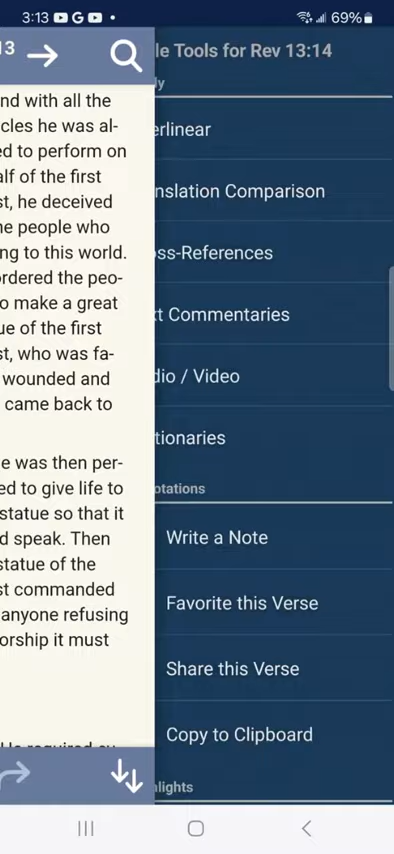 3:13
69%
13
le Tools for Rev 13:14
ly
erlinear
nslation Comparison
ss-References
t Commentaries
dio / Video
tionaries
otations
Write a Note
Favorite this Verse
Share this Verse
Copy to Clipboard
lights
nd with all the
cles he was al-
ed to perform on
alf of the first
st, he deceived
he people who
ng to this world.
ordered the peo-
o make a great
ue of the first
st, who was fa-
wounded and
came back to
e was then per-
ed to give life to
statue so that it
d speak. Then
statue of the
st commanded
anyone refusing
orship it must